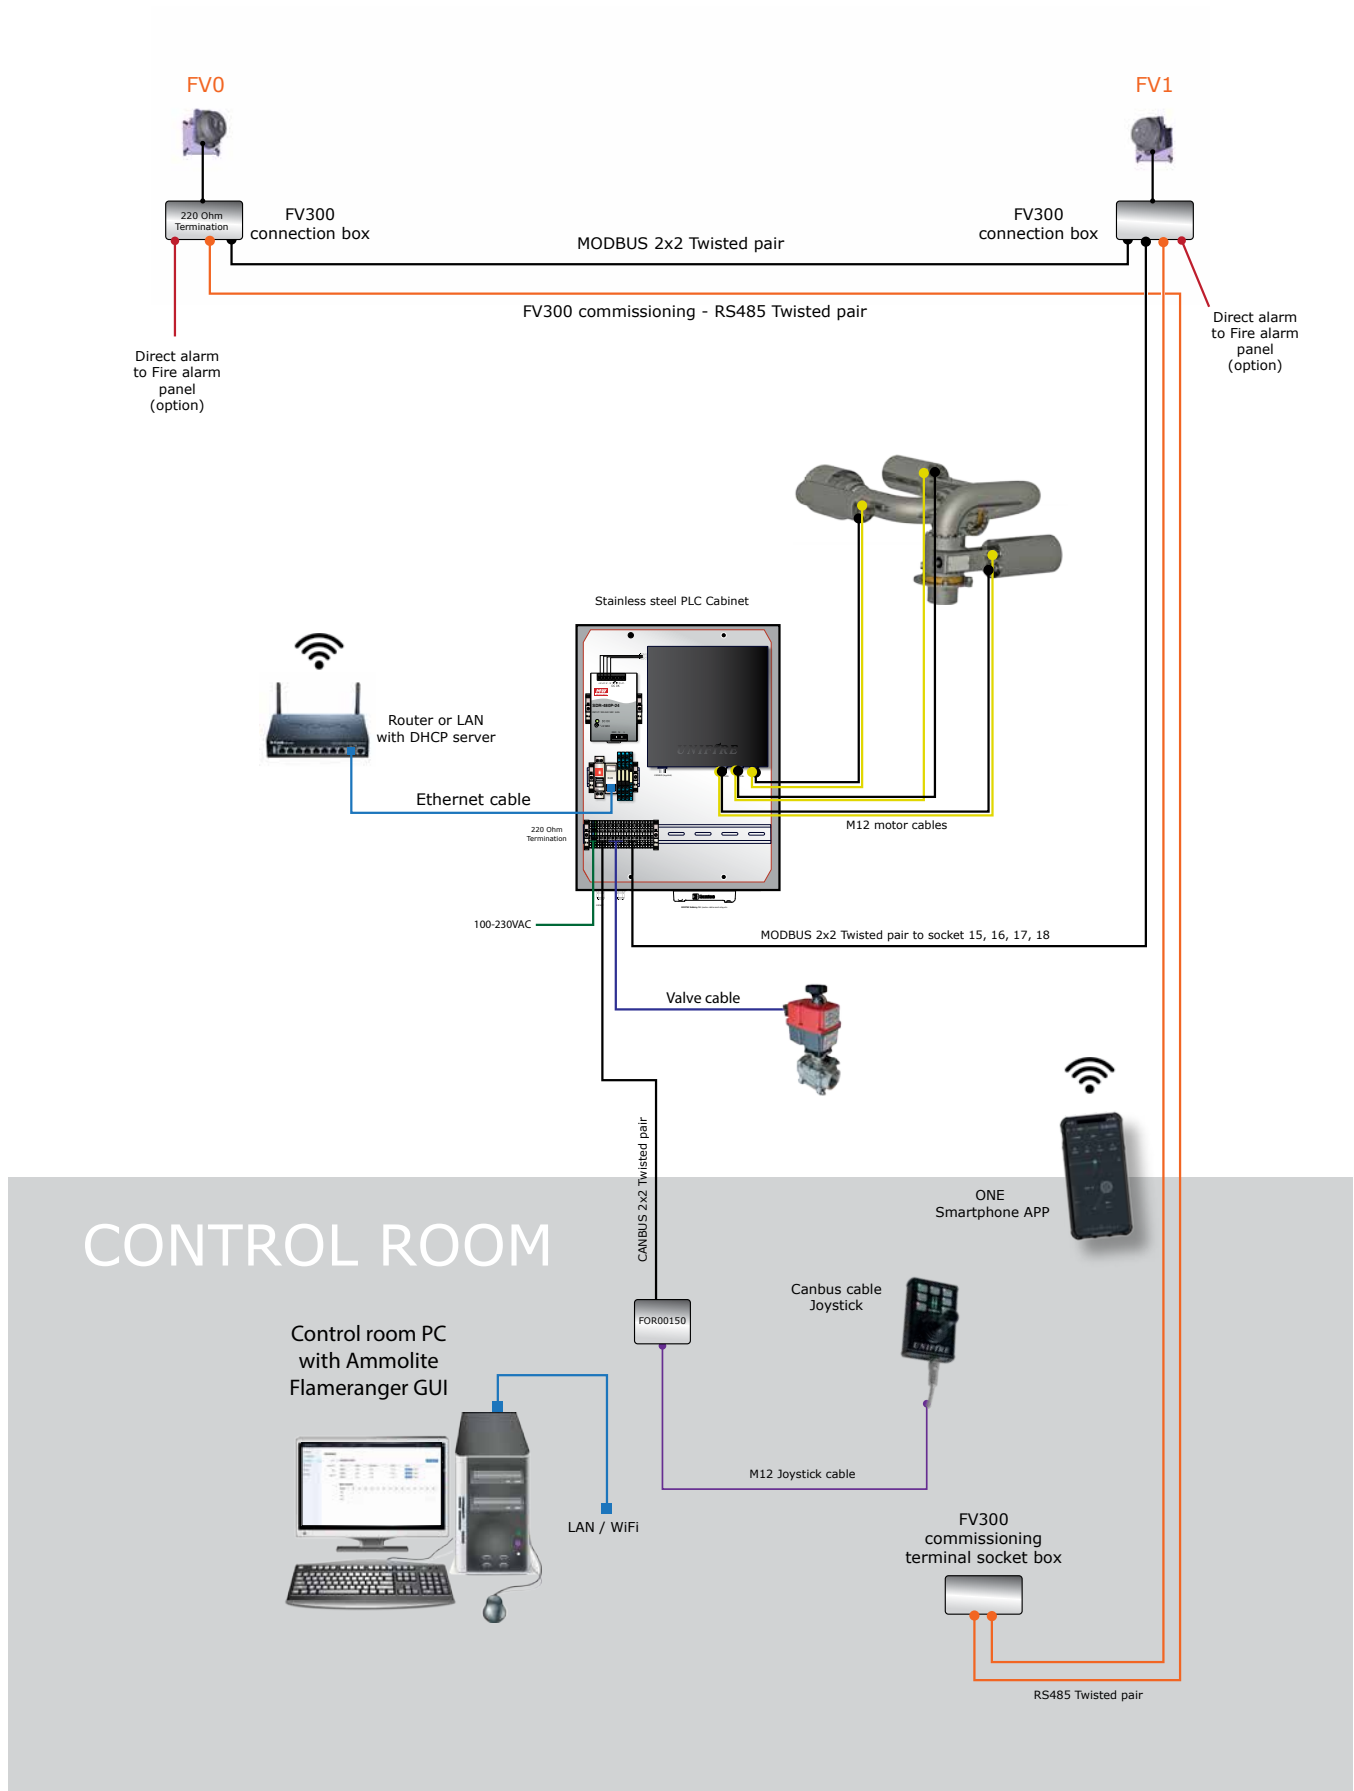 FV0
FV1
220 Ohm
Termination
FV300
connection box
FV300
connection box
MODBUS 2x2 Twisted pair
FV300 commissioning - RS485 Twisted pair
Direct alarm
to Fire alarm
panel
(option)
Direct alarm
to Fire alarm
panel
(option)
Stainless steel PLC Cabinet
Router or LAN
with DHCP server
UNIFIRE
Ethernet cable
220 Ohm
Termination
M12 motor cables
100-230VAC
MODBUS 2x2 Twisted pair to socket 15, 16, 17, 18
Valve cable
CANBUS 2x2 Twisted pair
ONE
Smartphone APP
CONTROL ROOM
Canbus cable
Joystick
FOR00150
UNIFIRE
Control room PC
with Ammolite
Flameranger GUI
M12 Joystick cable
LAN / WiFi
FV300
commissioning
terminal socket box
RS485 Twisted pair